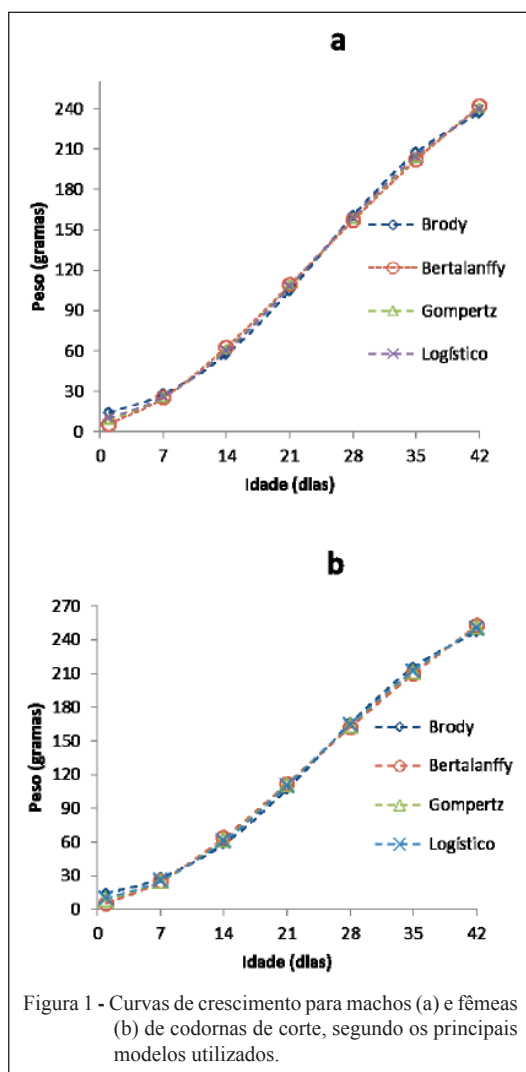 a
240
210
180
150
120
90
60
30
0
Peso (gramas)
Brody
Bertalanffy
Gompertz
Logístico
0 7 14 21 28 35 42
Idade (dias)
b
270
240
210
180
150
120
90
60
30
0
Peso (gramas)
Brody
Bertalanffy
Gompertz
Logístico
0 7 14 21 28 35 42
Idade (dias)
Figura 1 - Curvas de crescimento para machos (a) e fêmeas
(b) de codornas de corte, segundo os principais
modelos utilizados.